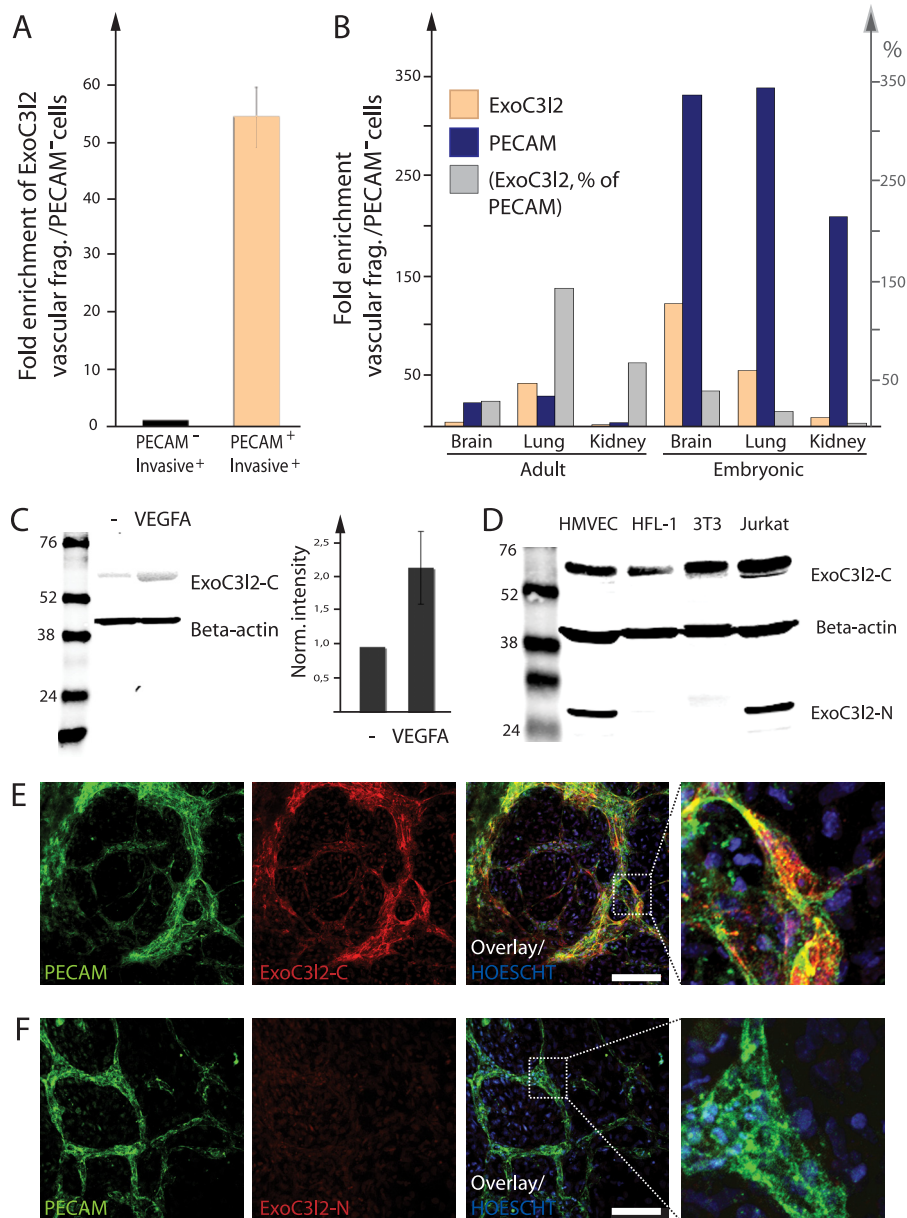 A
Fold enrichment of ExoC3l2
vascular frag./PECAM⁻cells
60
50
40
30
20
10
0
PECAM⁻
Invasive⁺
PECAM⁺
Invasive⁺
B
Fold enrichment
vascular frag./PECAM⁻cells
350
250
150
50
ExoC3l2
PECAM
(ExoC3l2, % of
PECAM)
%
350
250
150
50
Brain
Lung
Kidney
Brain
Lung
Kidney
Adult
Embryonic
C
-
VEGFA
76
52
38
24
ExoC3l2-C
Beta-actin
Norm. intensity
2,0
1,5
1,0
0,5
-
VEGFA
D
HMVEC
HFL-1
3T3
Jurkat
76
52
38
24
ExoC3l2-C
Beta-actin
ExoC3l2-N
E
PECAM
ExoC3l2-C
Overlay/
HOESCHT
F
PECAM
ExoC3l2-N
Overlay/
HOESCHT